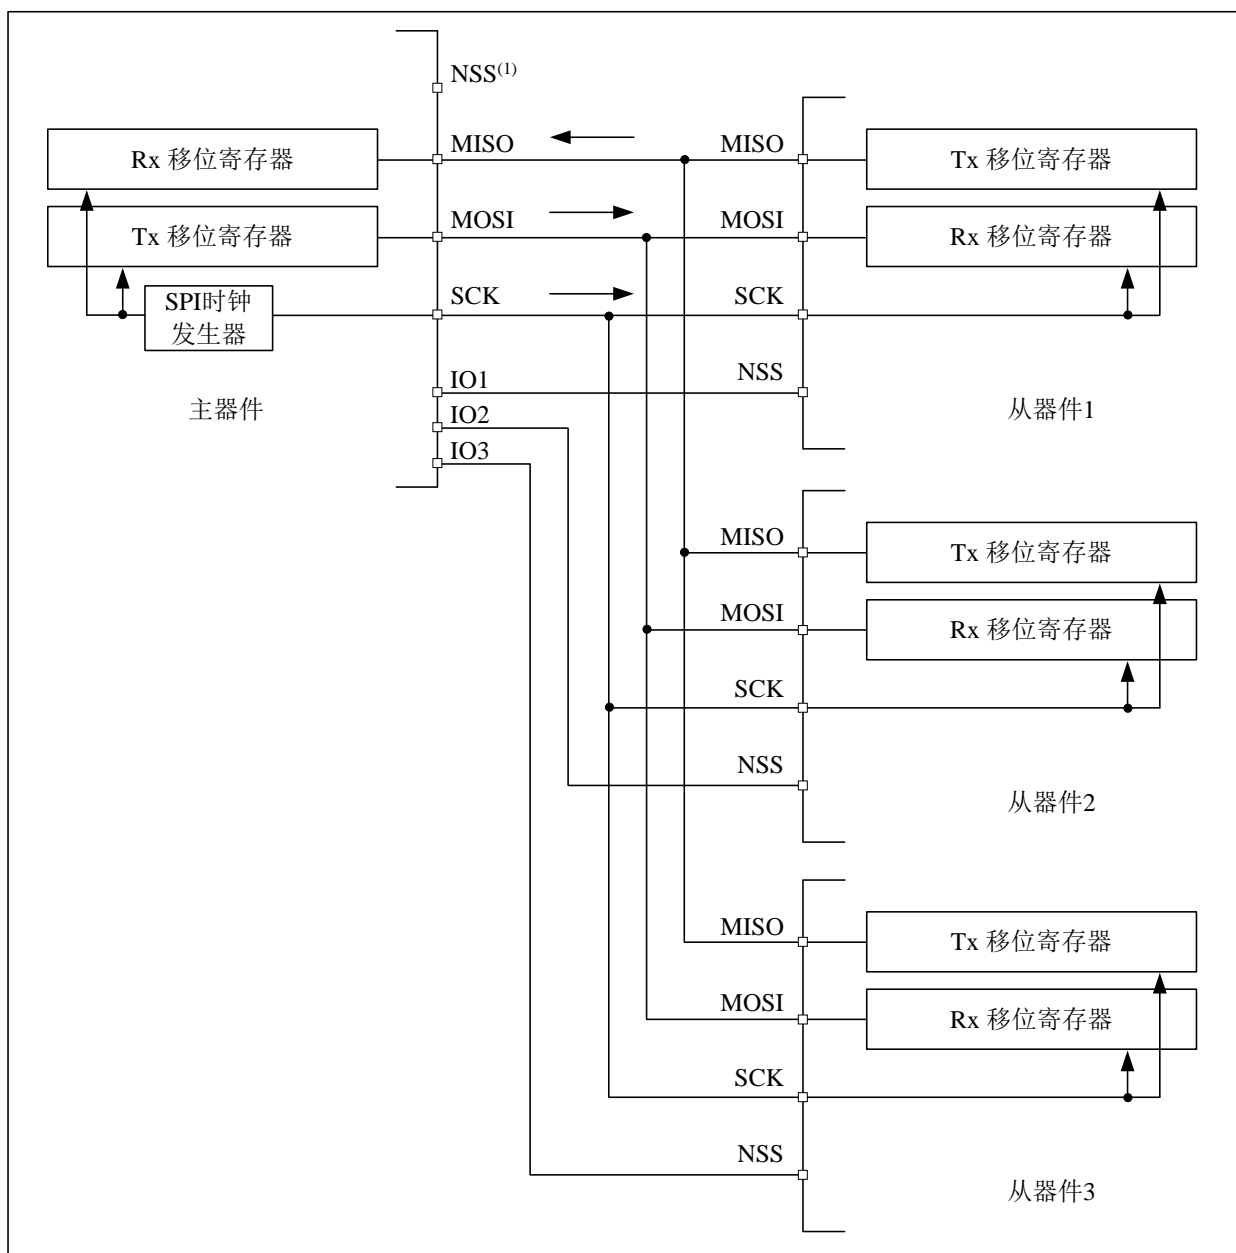 NSS(1)
MISO
MISO
Rx 移位寄存器
Tx 移位寄存器
MOSI
MOSI
Tx 移位寄存器
Rx 移位寄存器
SCK
SCK
SPI时钟
发生器
IO1
NSS
主器件
从器件1
IO2
IO3
MISO
Tx 移位寄存器
MOSI
Rx 移位寄存器
SCK
NSS
从器件2
MISO
Tx 移位寄存器
MOSI
Rx 移位寄存器
SCK
NSS
从器件3